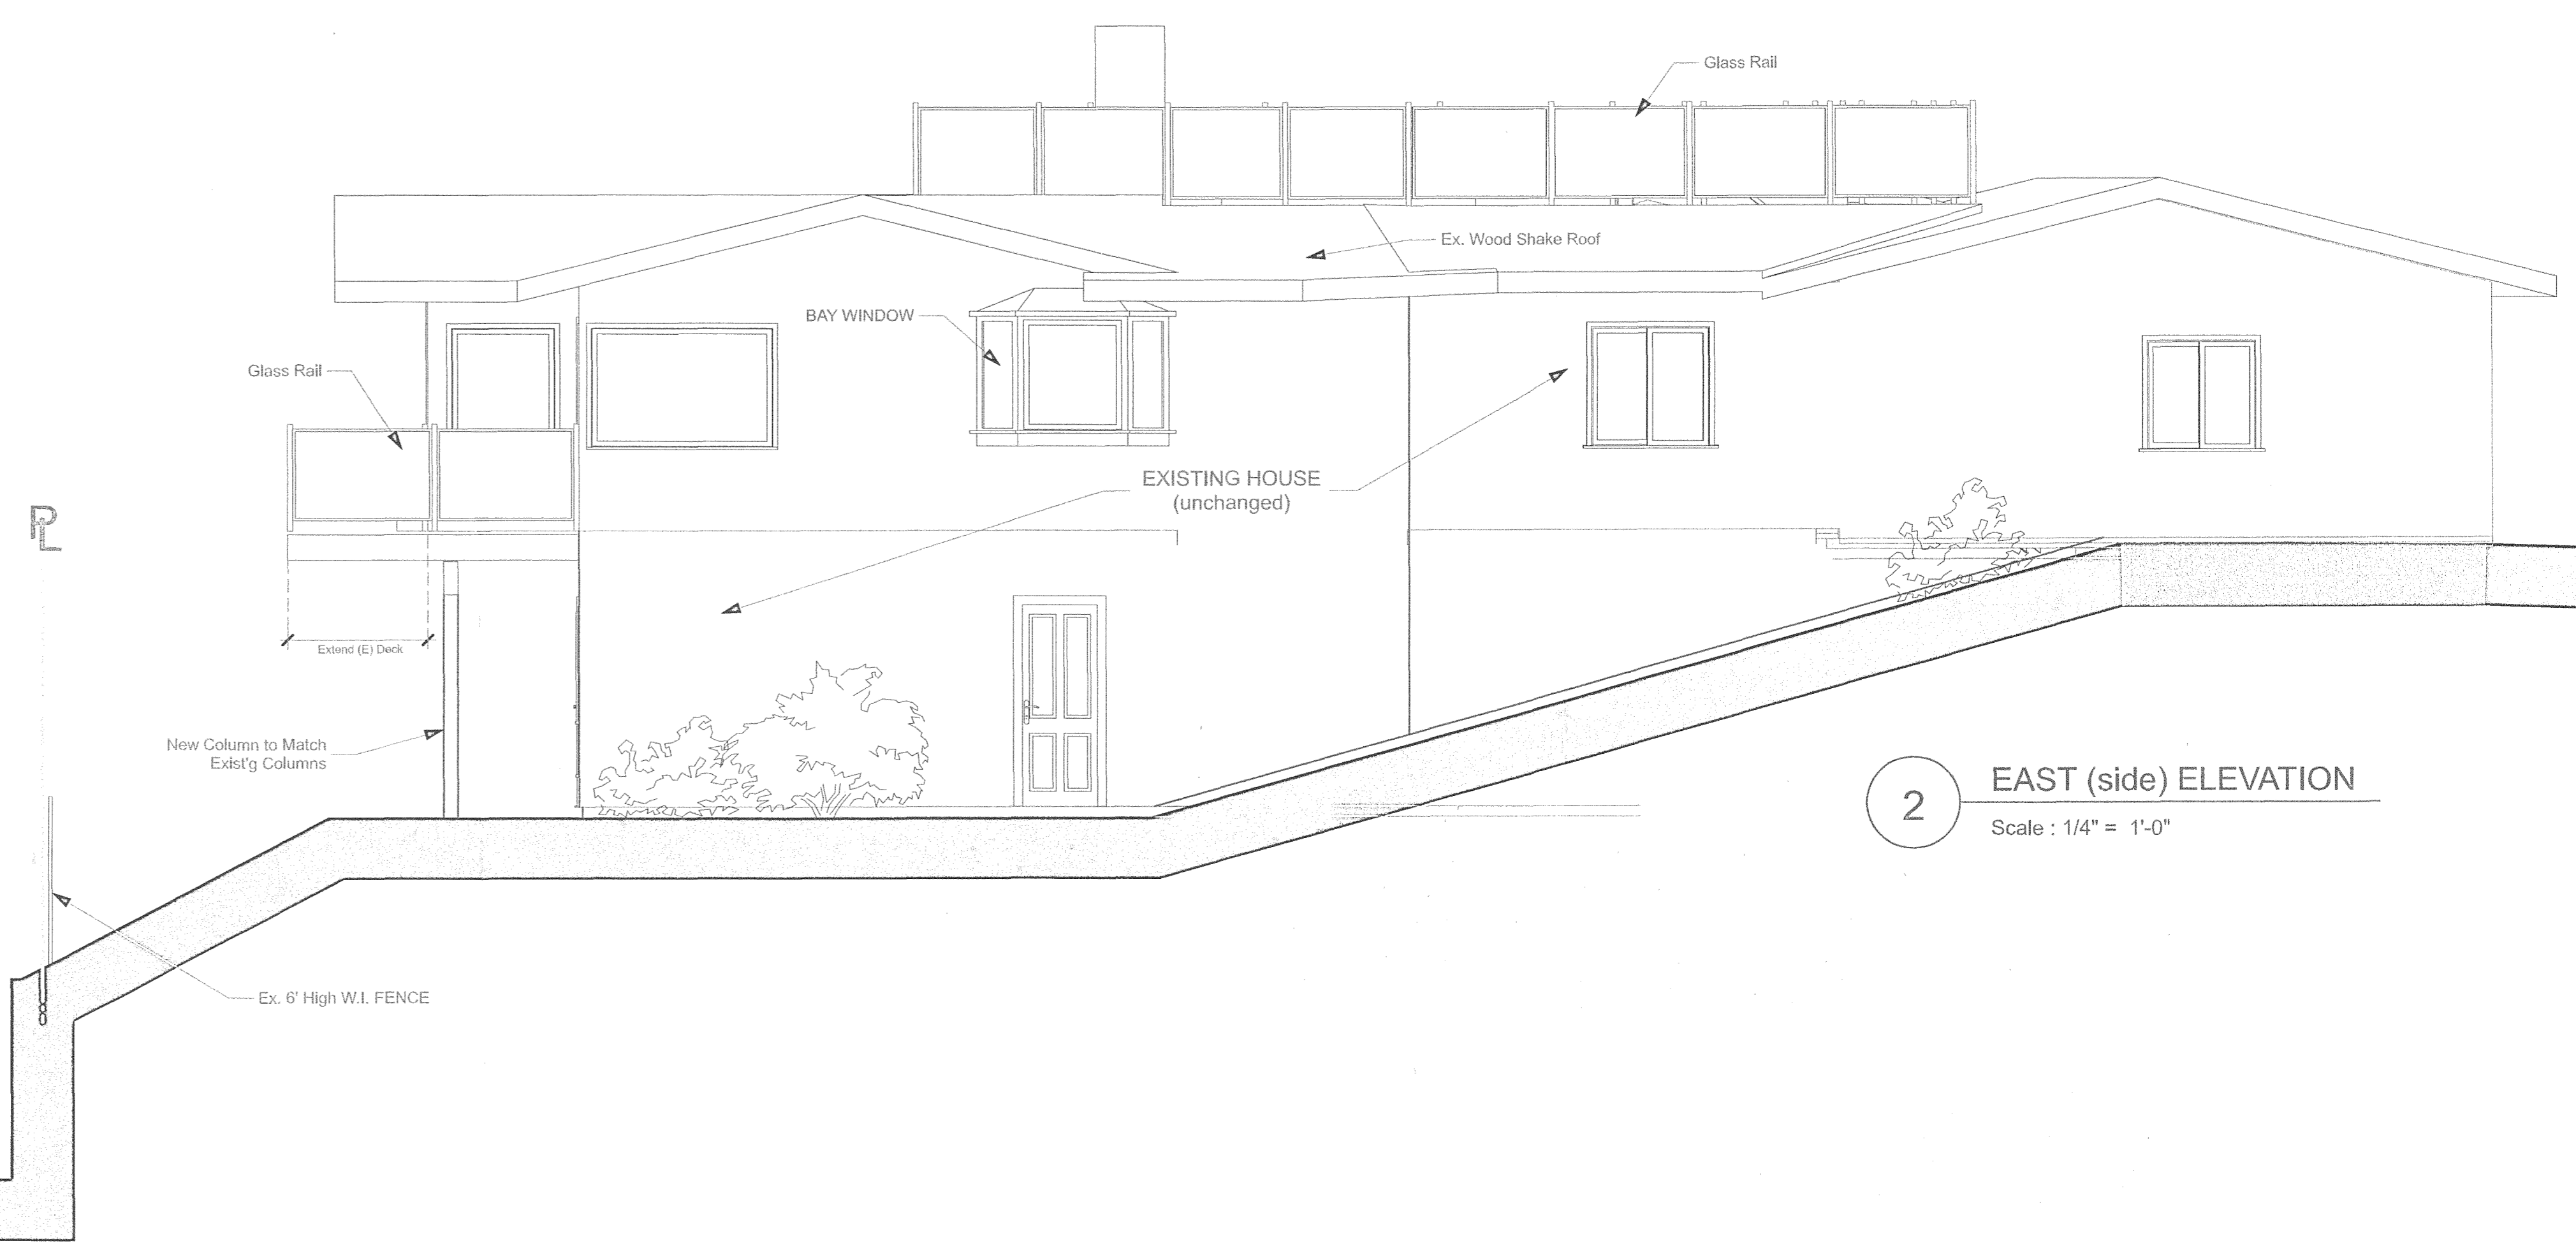 Glass Rail
Ex. Wood Shake Roof
BAY WINDOW
Glass Rail
EXISTING HOUSE
(unchanged)
PL
Extend (E) Deck
New Column to Match
Exist'g Columns
2
EAST (side) ELEVATION
Scale : 1/4" = 1'-0"
Ex. 6' High W.I. FENCE